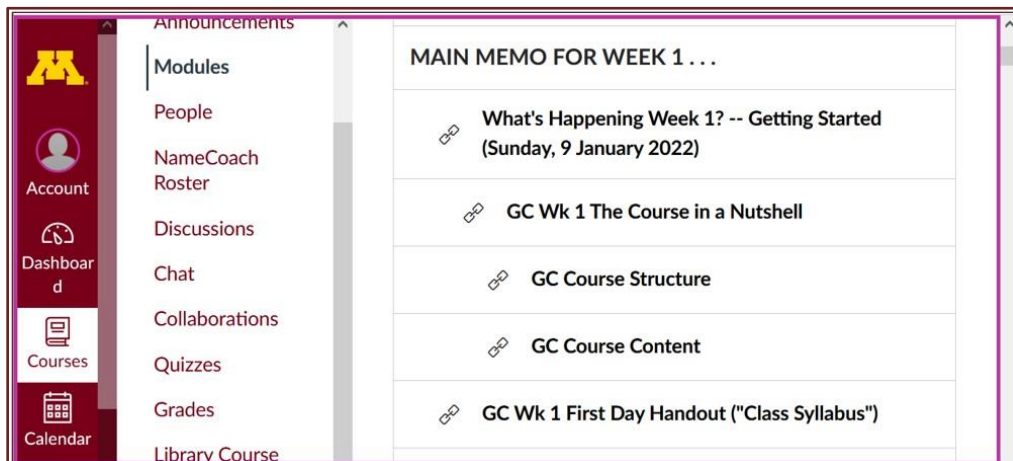 Account
Dashboar
d
Courses
Calendar
Announcements
Modules
People
NameCoach
Roster
Discussions
Chat
Collaborations
Quizzes
Grades
Library Course
MAIN MEMO FOR WEEK 1 . . .
What's Happening Week 1? -- Getting Started
(Sunday, 9 January 2022)
GC Wk 1 The Course in a Nutshell
GC Course Structure
GC Course Content
GC Wk 1 First Day Handout ("Class Syllabus")